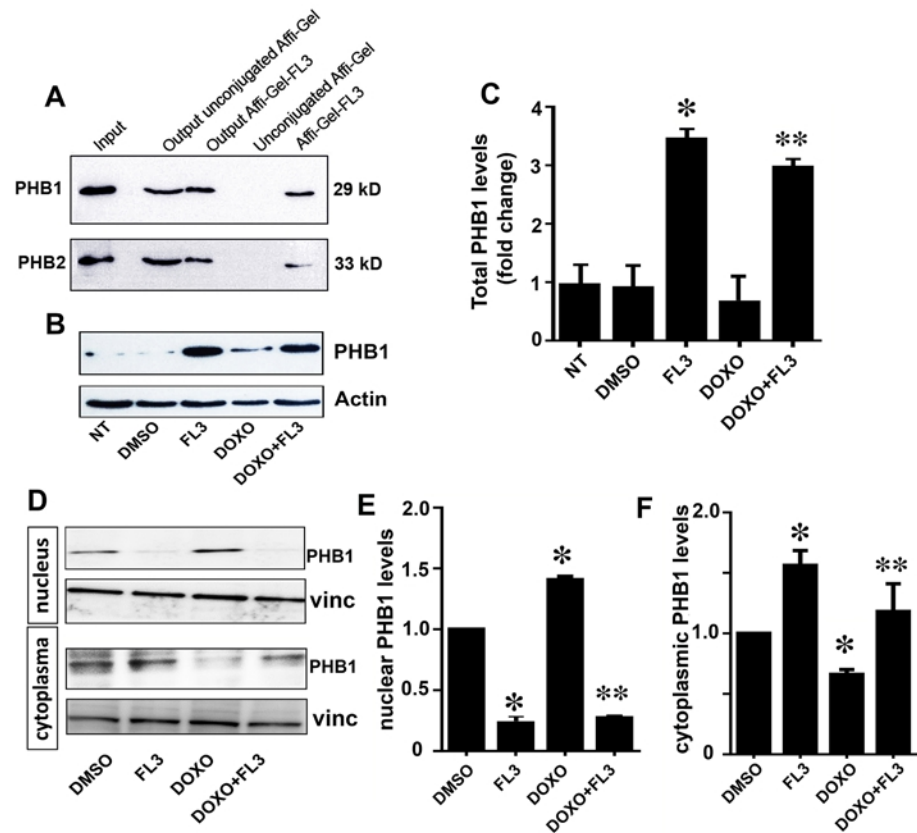 A
Input
Output unconjugated Affi-Gel
Output Affi-Gel-FL3
Unconjugated Affi-Gel
Affi-Gel-FL3
PHB1
29 kD
PHB2
33 kD
B
PHB1
Actin
NT
DMSO
FL3
DOXO
DOXO+FL3
C
Total PHB1 levels
(fold change)
4
3
2
1
0
*
**
NT
DMSO
FL3
DOXO
DOXO+FL3
D
nucleus
PHB1
vinc
cytoplasma
PHB1
vinc
DMSO
FL3
DOXO
DOXO+FL3
E
nuclear PHB1 levels
2.0
1.5
1.0
0.5
0
*
*
**
DMSO
FL3
DOXO
DOXO+FL3
F
cytoplasmic PHB1 levels
2.0
1.0
0
*
*
**
DMSO
FL3
DOXO
DOXO+FL3